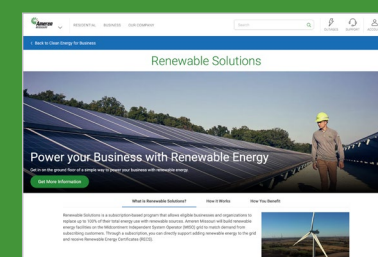 Ameren
MISSOURI
RESIDENTIAL BUSINESS OUR COMPANY
Search
OUTAGES SUPPORT
Back to Clean Energy for Business
Renewable Solutions
Power your Business with Renewable Energy
Get in on the ground floor of a simple way to power your business with renewable energy.
Get More Information
What is Renewable Solutions? How It Works How You Benefit
Renewable Solutions is a subscription-based program that allows eligible businesses and organizations to
replace up to 100% of their total energy use with renewable sources. Ameren Missouri will build renewable
energy facilities on the Midcontinent Independent System Operator (MISO) grid to match demand from
subscribing customers. Through a subscription, you can directly support adding renewable energy to the grid
and receive Renewable Energy Certificates (RECS).